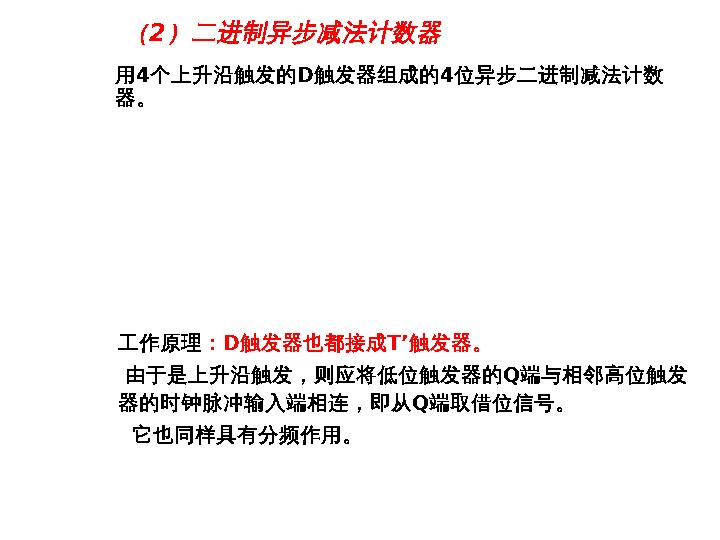 （2）二进制异步减法计数器
用4个上升沿触发的D触发器组成的4位异步二进制减法计数
器。
工作原理：D触发器也都接成T’触发器。
由于是上升沿触发，则应将低位触发器的Q端与相邻高位触发
器的时钟脉冲输入端相连，即从Q端取借位信号。
它也同样具有分频作用。